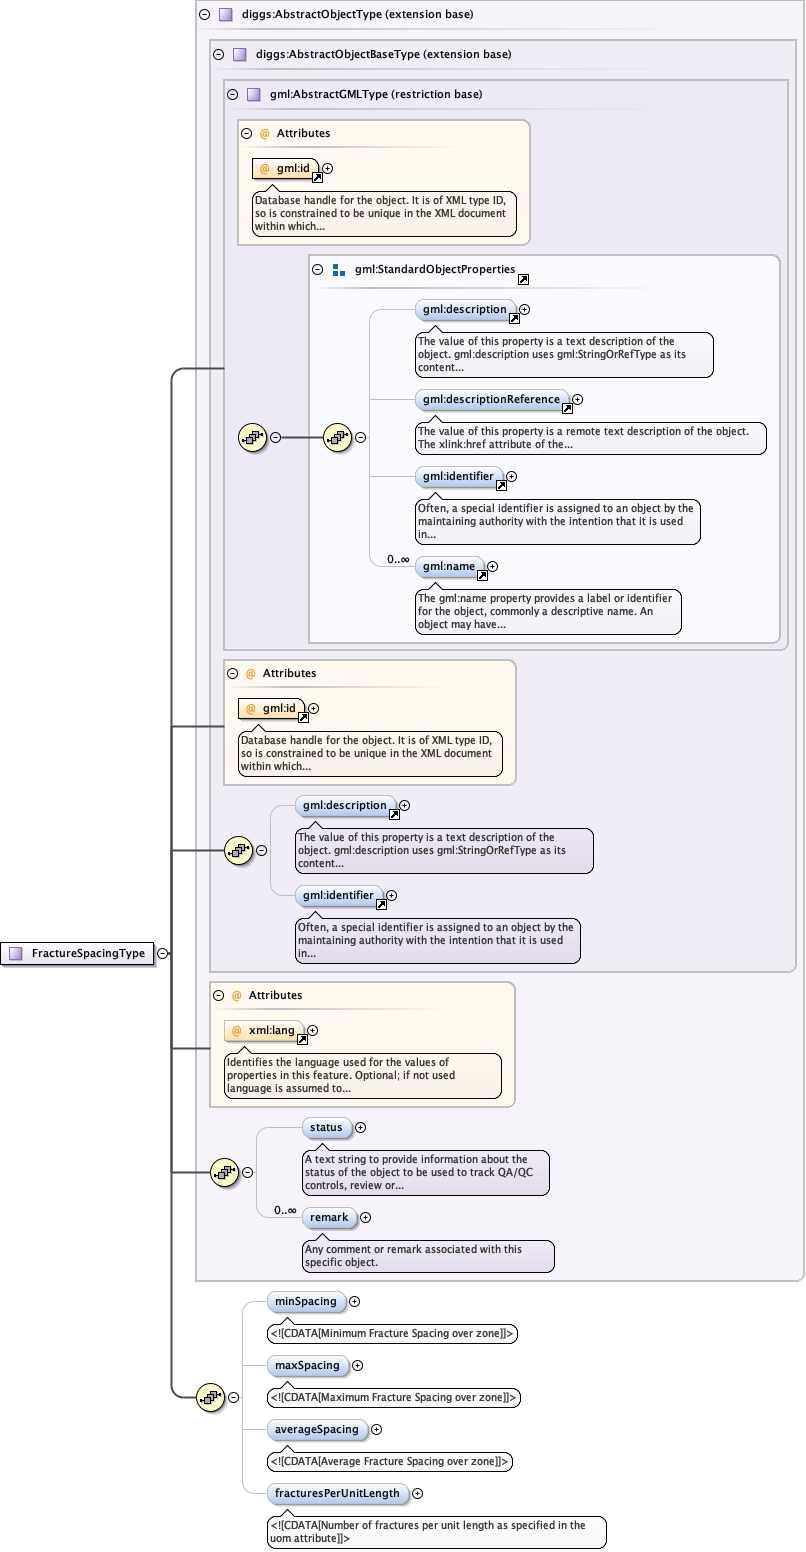 diggs:AbstractObjectType (extension base)
diggs:AbstractObjectBaseType (extension base)
gml:AbstractGMLType (restriction base)
@ Attributes
@ gml:id
Database handle for the object. It is of XML type ID,
so is constrained to be unique in the XML document
within which...
gml:StandardObjectProperties
gml:description
The value of this property is a text description of the
object. gml:description uses gml:StringOrRefType as its
content...
gml:descriptionReference
The value of this property is a remote text description of the object.
The xlink:href attribute of the...
gml:identifier
Often, a special identifier is assigned to an object by the
maintaining authority with the intention that it is used
in...
0..∞
gml:name
The gml:name property provides a label or identifier
for the object, commonly a descriptive name. An
object may have...
@ Attributes
@ gml:id
Database handle for the object. It is of XML type ID,
so is constrained to be unique in the XML document
within which...
gml:description
The value of this property is a text description of the
object. gml:description uses gml:StringOrRefType as its
content...
gml:identifier
Often, a special identifier is assigned to an object by the
maintaining authority with the intention that it is used
in...
FractureSpacingType
@ Attributes
@ xml:lang
Identifies the language used for the values of
properties in this feature. Optional; if not used
language is assumed to...
status
A text string to provide information about the
status of the object to be used to track QA/QC
controls, review or...
0..∞
remark
Any comment or remark associated with this
specific object.
minSpacing
<![CDATA[Minimum Fracture Spacing over zone]]>
maxSpacing
<![CDATA[Maximum Fracture Spacing over zone]]>
averageSpacing
<![CDATA[Average Fracture Spacing over zone]]>
fracturesPerUnitLength
<![CDATA[Number of fractures per unit length as specified in the
uom attribute]]>